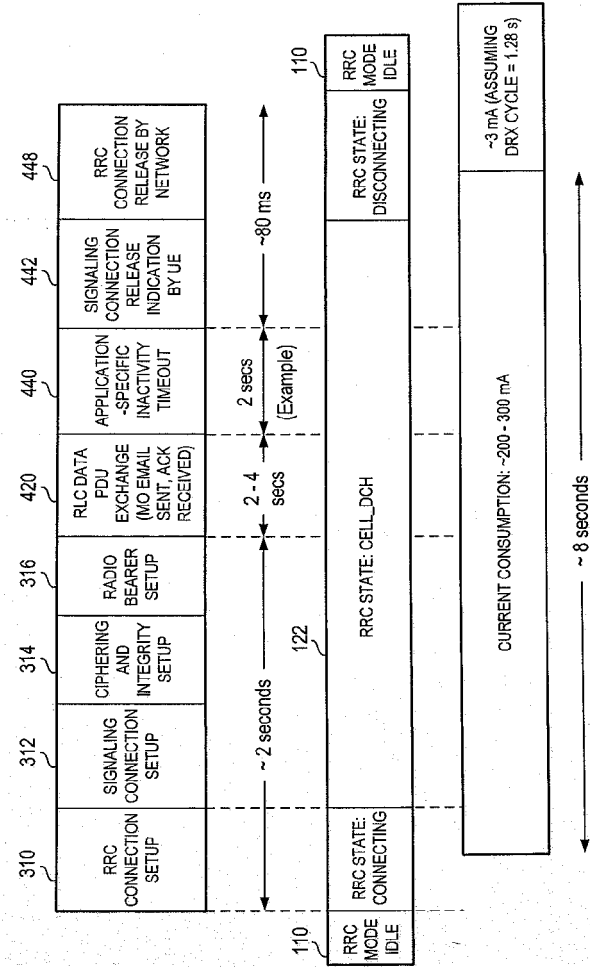 310
RRC
CONNECTION
SETUP
312
SIGNALING
CONNECTION
SETUP
314
CIPHERING
AND
INTEGRITY
SETUP
316
RADIO
BEARER
SETUP
420
RLC DATA
PDU
EXCHANGE
(MO EMAIL
SENT, ACK
RECEIVED)
440
APPLICATION
-SPECIFIC
INACTIVITY
TIMEOUT
442
SIGNALING
CONNECTION
RELEASE
INDICATION
BY UE
448
RRC
CONNECTION
RELEASE BY
NETWORK
~ 2 seconds
2 - 4
secs
2 secs
(Example)
~80 ms
110
RRC
MODE
IDLE
RRC STATE:
CONNECTING
122
RRC STATE: CELL_DCH
RRC STATE:
DISCONNECTING
110
RRC
MODE
IDLE
CURRENT CONSUMPTION: ~200 - 300 mA
~3 mA (ASSUMING
DRX CYCLE = 1.28 s)
~ 8 seconds